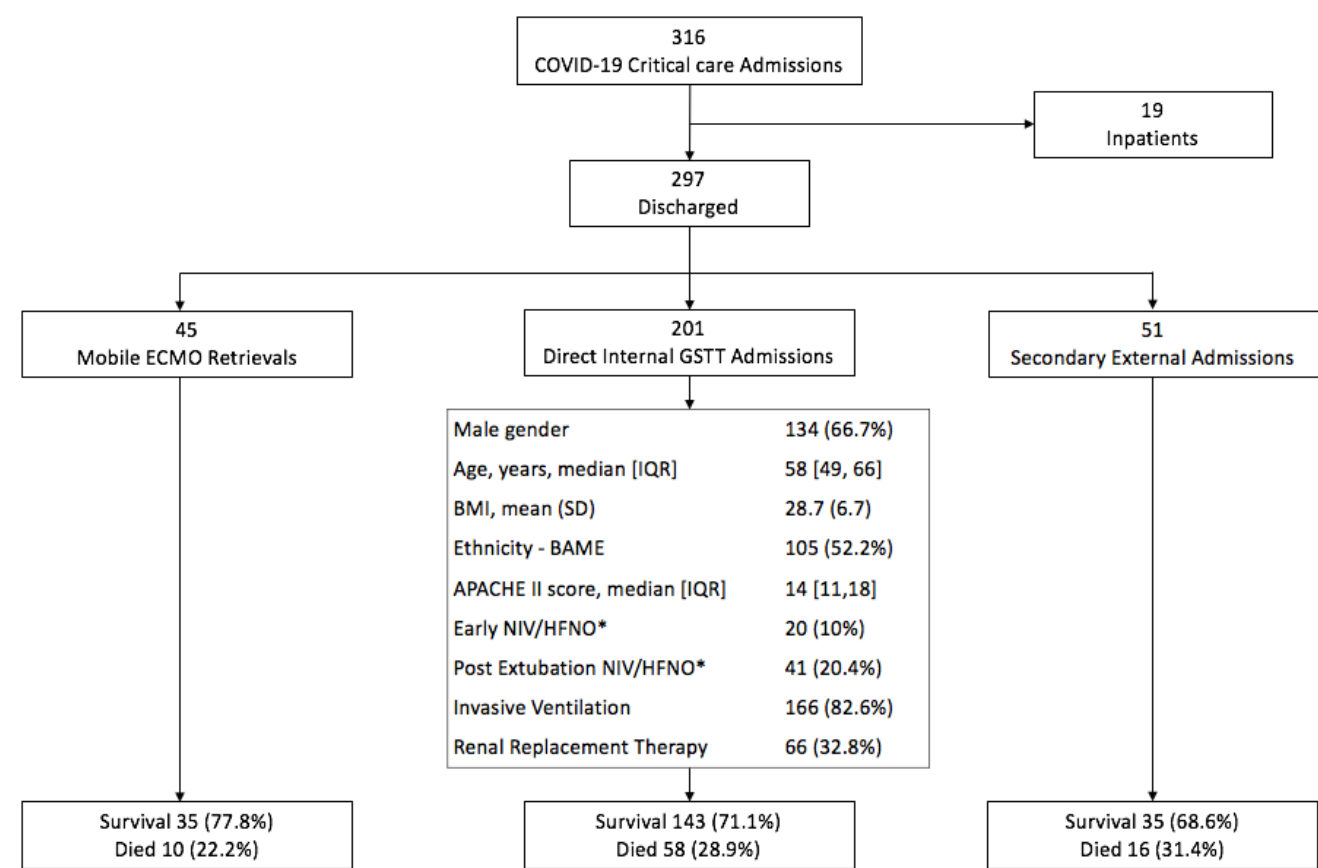 316
COVID-19 Critical care Admissions
19
Inpatients
297
Discharged
45
Mobile ECMO Retrievals
201
Direct Internal GSTT Admissions
51
Secondary External Admissions
Male gender 134 (66.7%)
Age, years, median [IQR] 58 [49, 66]
BMI, mean (SD) 28.7 (6.7)
Ethnicity - BAME 105 (52.2%)
APACHE II score, median [IQR] 14 [11,18]
Early NIV/HFNO* 20 (10%)
Post Extubation NIV/HFNO* 41 (20.4%)
Invasive Ventilation 166 (82.6%)
Renal Replacement Therapy 66 (32.8%)
Survival 35 (77.8%)
Died 10 (22.2%)
Survival 143 (71.1%)
Died 58 (28.9%)
Survival 35 (68.6%)
Died 16 (31.4%)